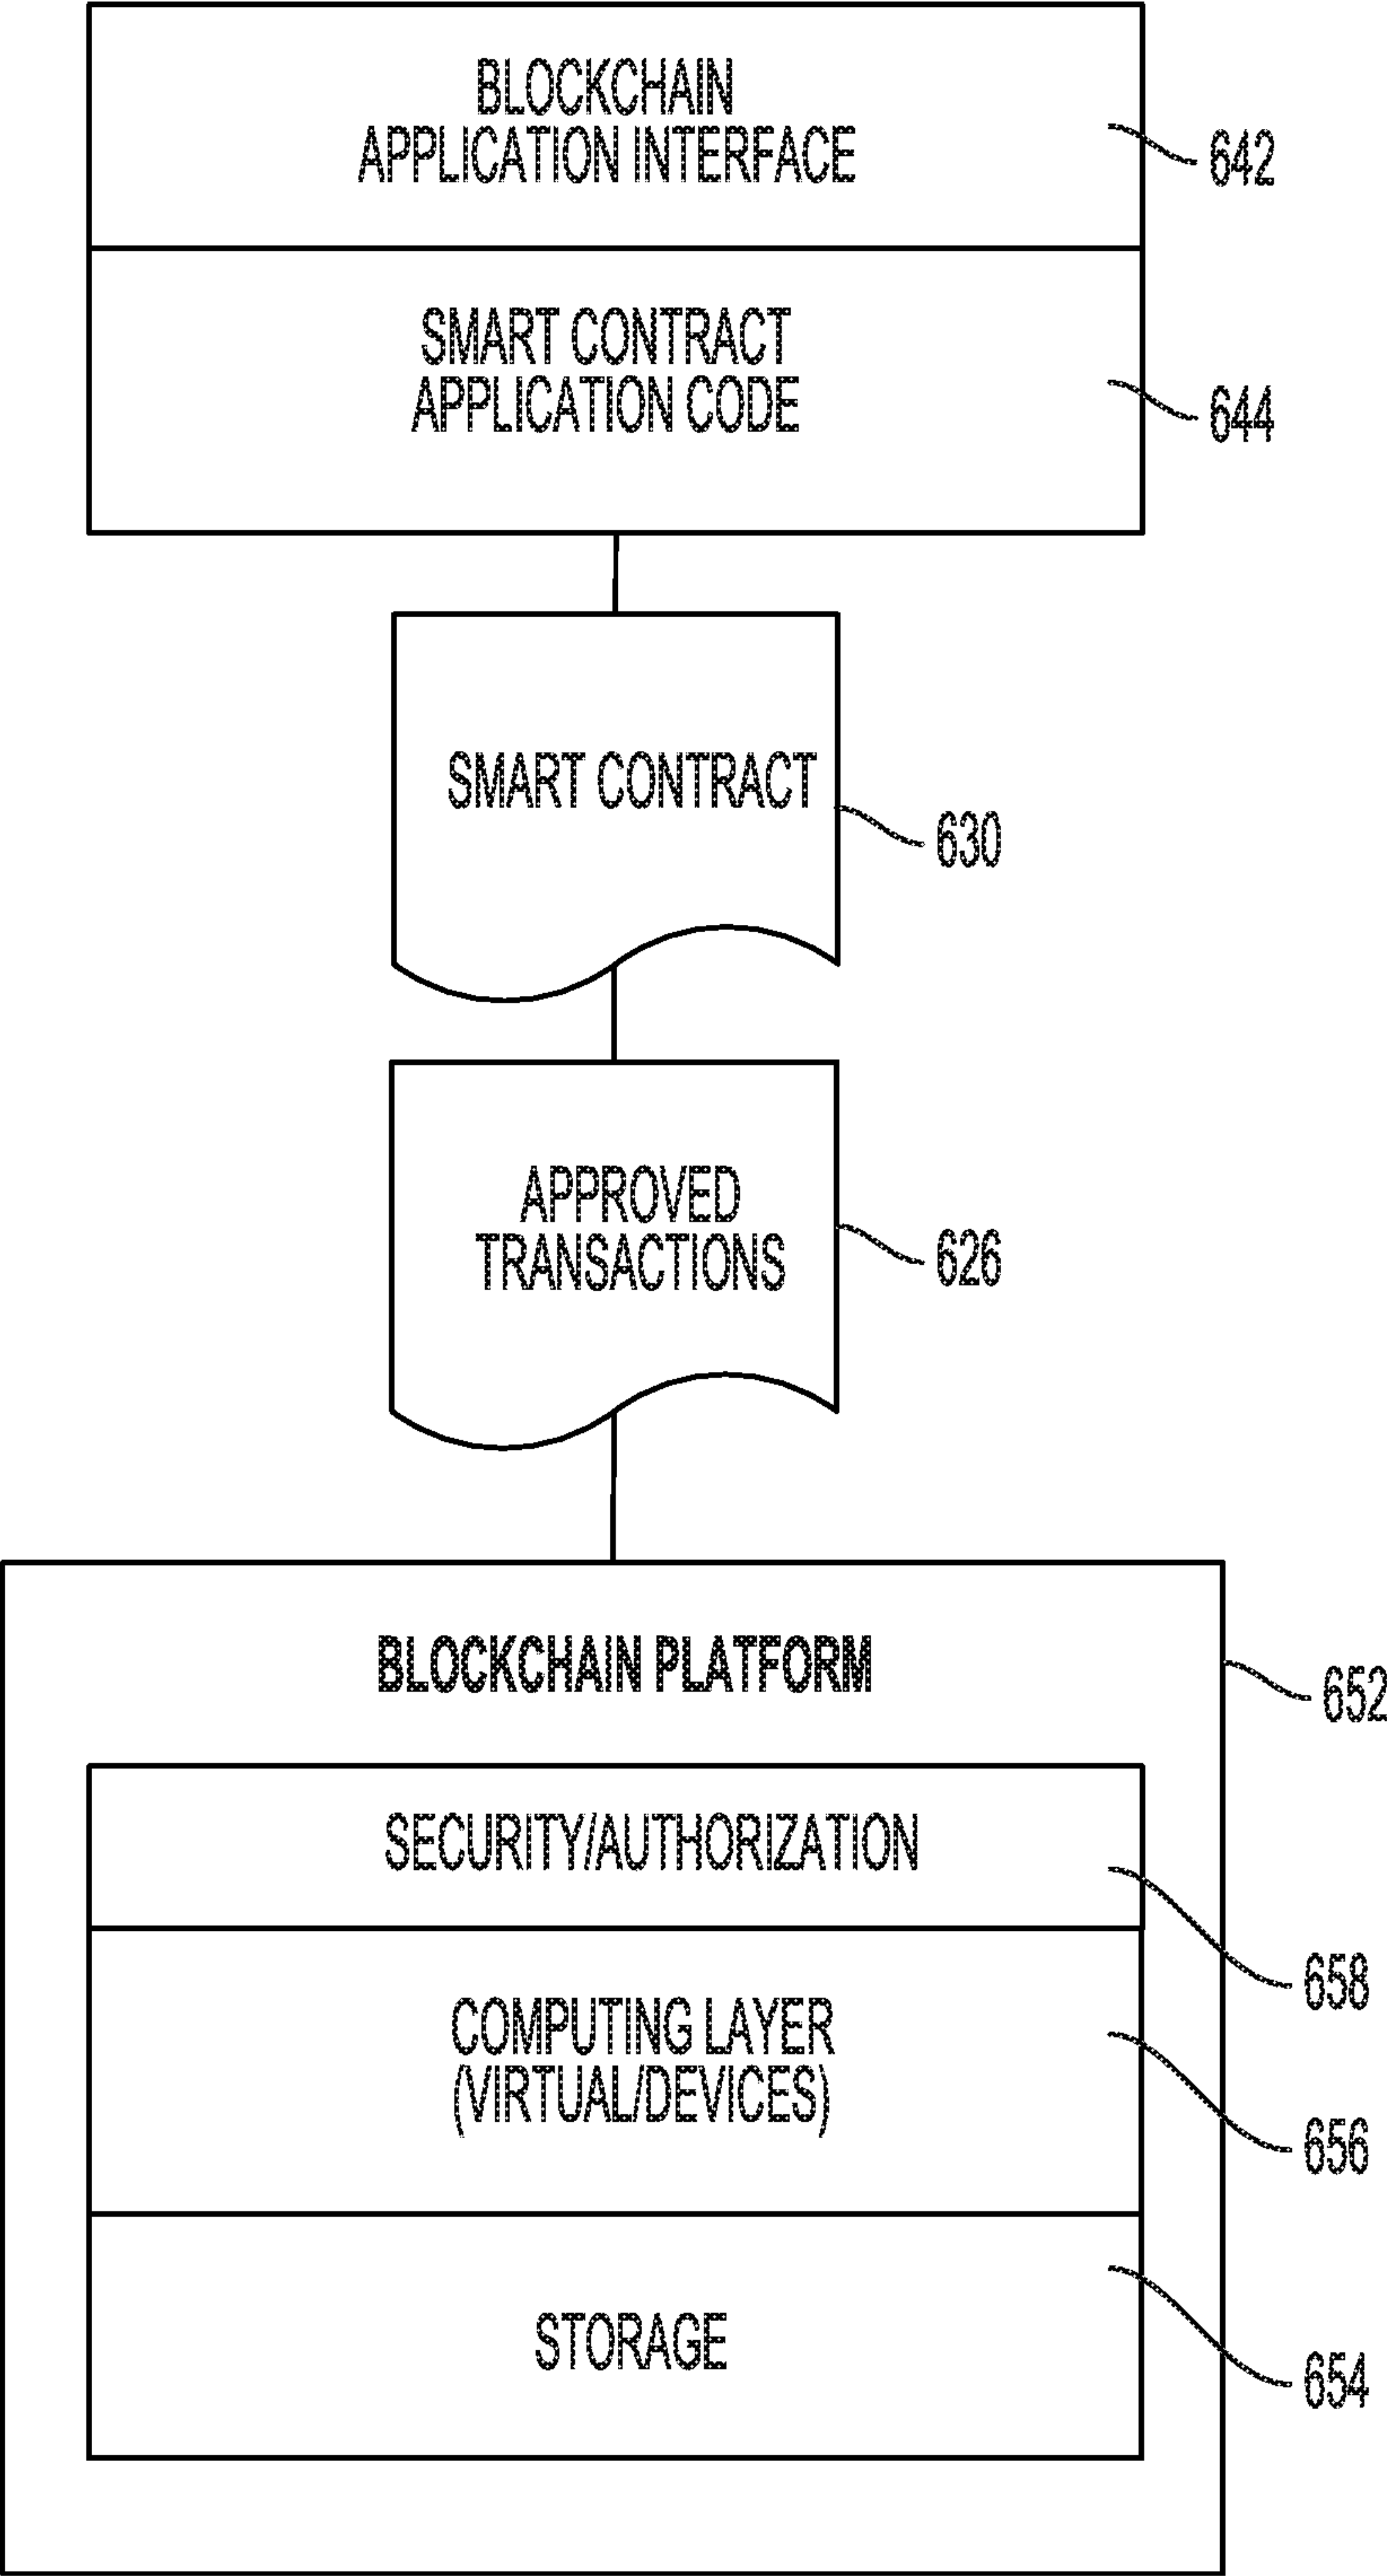 BLOCKCHAIN
APPLICATION INTERFACE
642
SMART CONTRACT
APPLICATION CODE
644
SMART CONTRACT
630
APPROVED
TRANSACTIONS
626
BLOCKCHAIN PLATFORM
652
SECURITY/AUTHORIZATION
658
COMPUTING LAYER
(VIRTUAL/DEVICES)
656
STORAGE
654